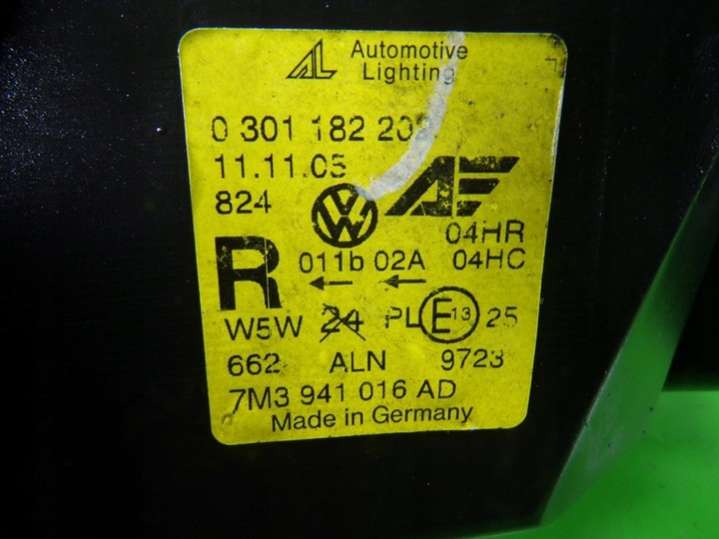 Automotive
Lighting
0 301 182 20
11.11.05
824
04HR
R 011b 02A 04HC
W5W 24 PL E13 25
662 ALN 9723
7M3 941 016 AD
Made in Germany